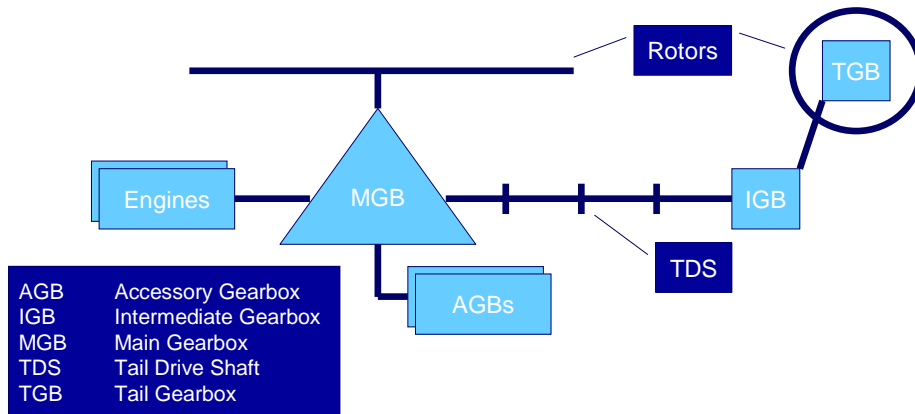 Rotors
TGB
Engines
MGB
IGB
TDS
AGBs
AGB Accessory Gearbox
IGB Intermediate Gearbox
MGB Main Gearbox
TDS Tail Drive Shaft
TGB Tail Gearbox